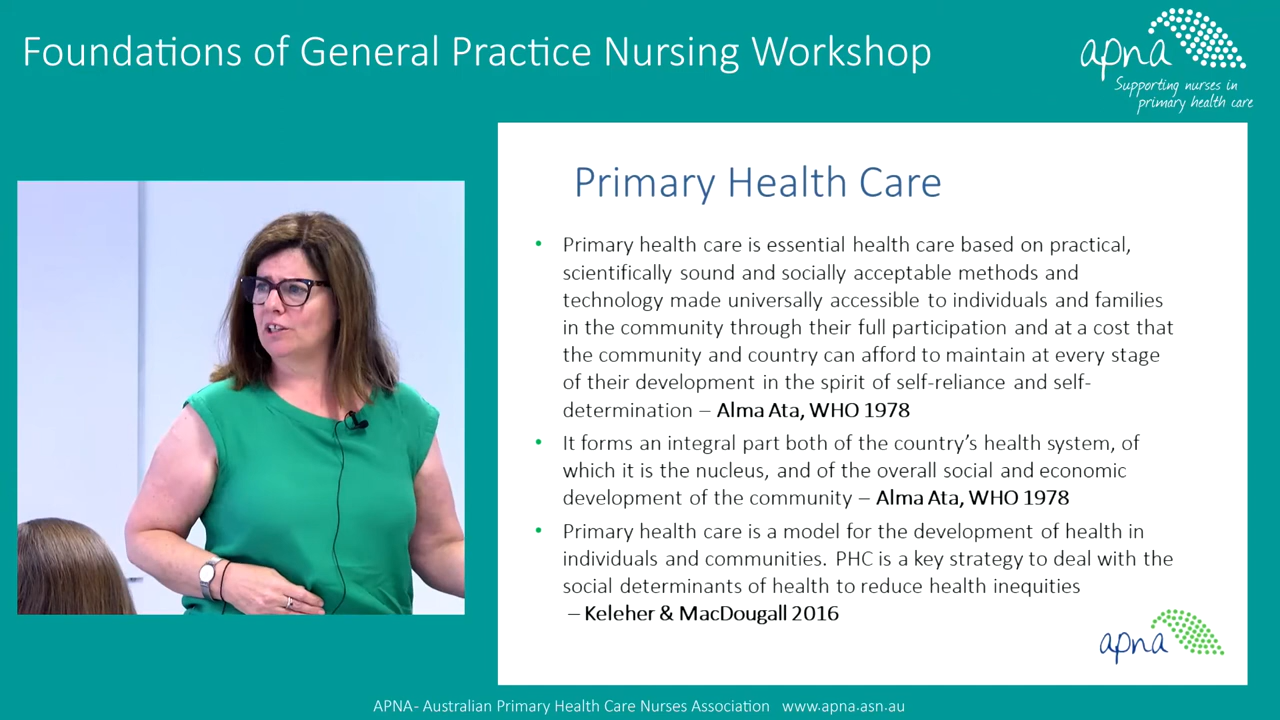 Foundations of General Practice Nursing Workshop
apna
Supporting nurses in
primary health care
Primary Health Care
• Primary health care is essential health care based on practical,
scientifically sound and socially acceptable methods and
technology made universally accessible to individuals and families
in the community through their full participation and at a cost that
the community and country can afford to maintain at every stage
of their development in the spirit of self-reliance and self-
determination – Alma Ata, WHO 1978
• It forms an integral part both of the country's health system, of
which it is the nucleus, and of the overall social and economic
development of the community – Alma Ata, WHO 1978
• Primary health care is a model for the development of health in
individuals and communities. PHC is a key strategy to deal with the
social determinants of health to reduce health inequities
– Keleher & MacDougall 2016
apna
APNA- Australian Primary Health Care Nurses Association www.apna.asn.au